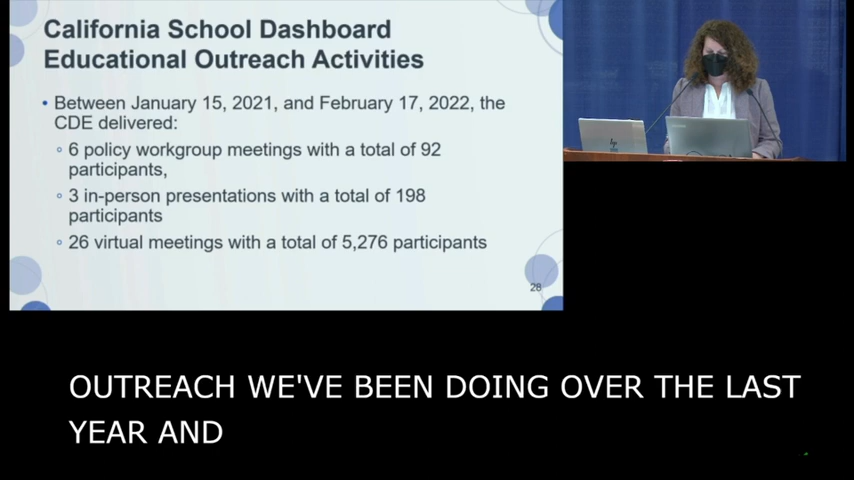 California School Dashboard
Educational Outreach Activities
• Between January 15, 2021, and February 17, 2022, the
CDE delivered:
◦ 6 policy workgroup meetings with a total of 92
participants,
◦ 3 in-person presentations with a total of 198
participants
◦ 26 virtual meetings with a total of 5,276 participants
28
OUTREACH WE'VE BEEN DOING OVER THE LAST
YEAR AND